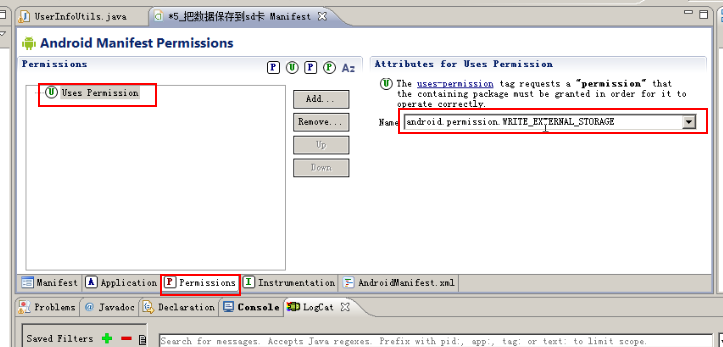 UserInfoUtils.java
*5_把数据保存到sd卡 Manifest
Android Manifest Permissions
Permissions
P U P P Az
U Uses Permission
Add...
Remove...
Up
Down
Attributes for Uses Permission
U The uses-permission tag requests a "permission" that
the containing package must be granted in order for it to
operate correctly.
Name
android.permission.WRITE_EXTERNAL_STORAGE
Manifest
A Application
P Permissions
I Instrumentation
AndroidManifest.xml
Problems
@ Javadoc
Declaration
Console
LogCat
Saved Filters
Search for messages. Accepts Java regexes. Prefix with pid:, app:, tag: or text: to limit scope.